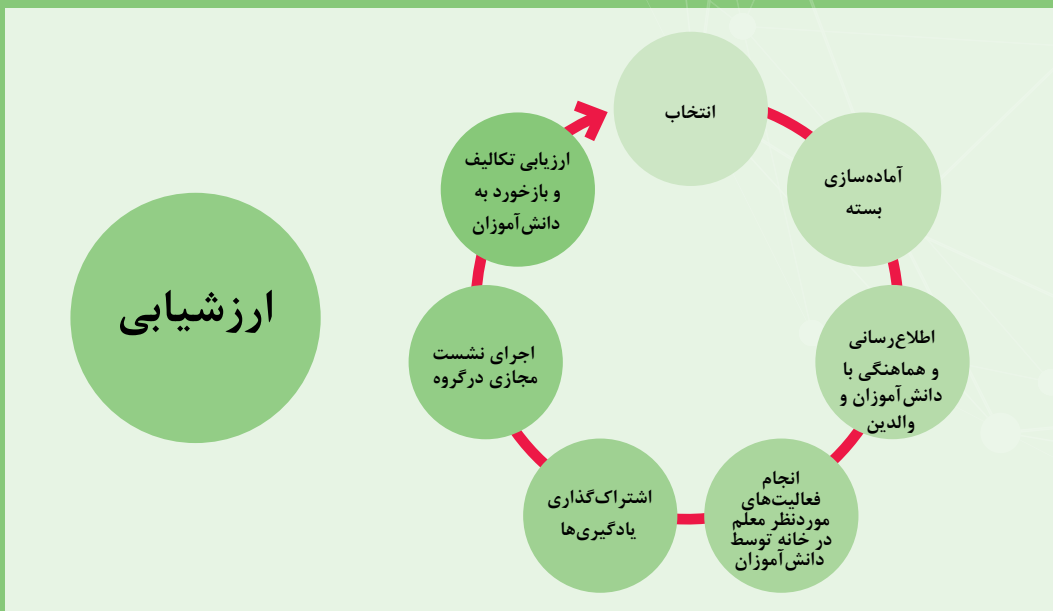 انتخاب
آماده‌سازی
بسته
اطلاع‌رسانی
و هماهنگی با
دانش‌آموزان و
والدین
انجام
فعالیت‌های
موردنظر معلم
در خانه توسط
دانش‌آموزان
اشتراک‌گذاری
یادگیری‌ها
اجرای نشست
مجازی درگروه
ارزیابی تکالیف
و بازخورد به
دانش‌آموزان
ارزشیابی